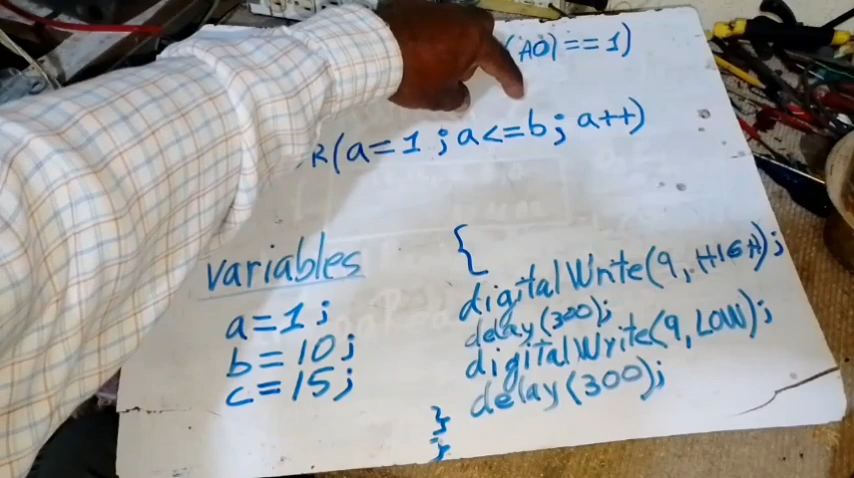 (A0)==1)
R(a=1;a<=b; a++)
variables
a=1;
b=10;
c=15;
{
digitalWrite(9, HIGH);
delay(300);
digitalWrite(9, LOW);
delay(300);
}
}